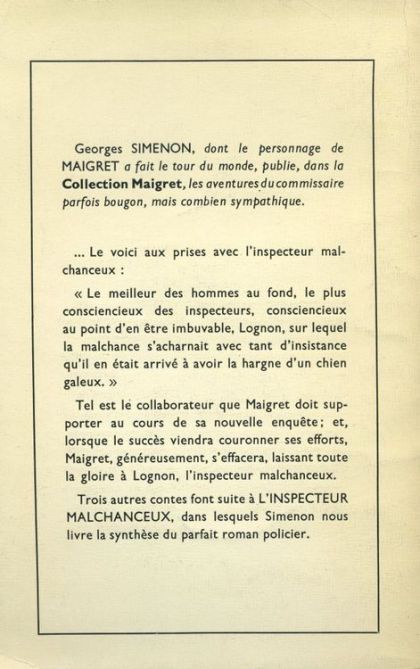 Georges SIMENON, dont le personnage de
MAIGRET a fait le tour du monde, publie, dans la
Collection Maigret, les aventures du commissaire
parfois bougon, mais combien sympathique.
... Le voici aux prises avec l'inspecteur mal-
chanceux :
« Le meilleur des hommes au fond, le plus
consciencieux des inspecteurs, consciencieux
au point d'en être imbuvable, Lognon, sur lequel
la malchance s'acharnait avec tant d'insistance
qu'il en était arrivé à avoir la hargne d'un chien
galeux. »
Tel est le collaborateur que Maigret doit sup-
porter au cours de sa nouvelle enquête ; et,
lorsque le succès viendra couronner ses efforts,
Maigret, généreusement, s'effacera, laissant toute
la gloire à Lognon, l'inspecteur malchanceux.
Trois autres contes font suite à L'INSPECTEUR
MALCHANCEUX, dans lesquels Simenon nous
livre la synthèse du parfait roman policier.